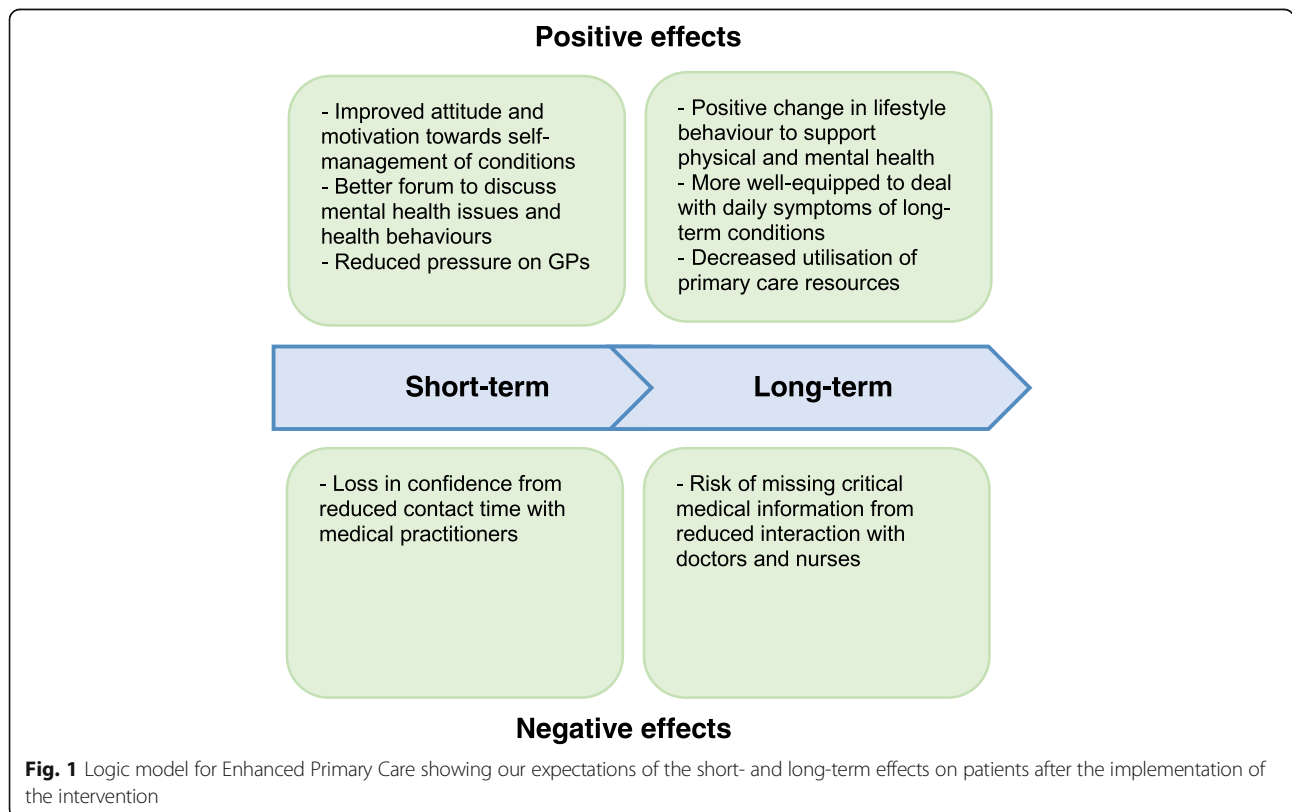 Positive effects
- Improved attitude and
motivation towards self-
management of conditions
- Better forum to discuss
mental health issues and
health behaviours
- Reduced pressure on GPs
- Positive change in lifestyle
behaviour to support
physical and mental health
- More well-equipped to deal
with daily symptoms of long-
term conditions
- Decreased utilisation of
primary care resources
Short-term
Long-term
- Loss in confidence from
reduced contact time with
medical practitioners
- Risk of missing critical
medical information from
reduced interaction with
doctors and nurses
Negative effects
Fig. 1 Logic model for Enhanced Primary Care showing our expectations of the short- and long-term effects on patients after the implementation of
the intervention